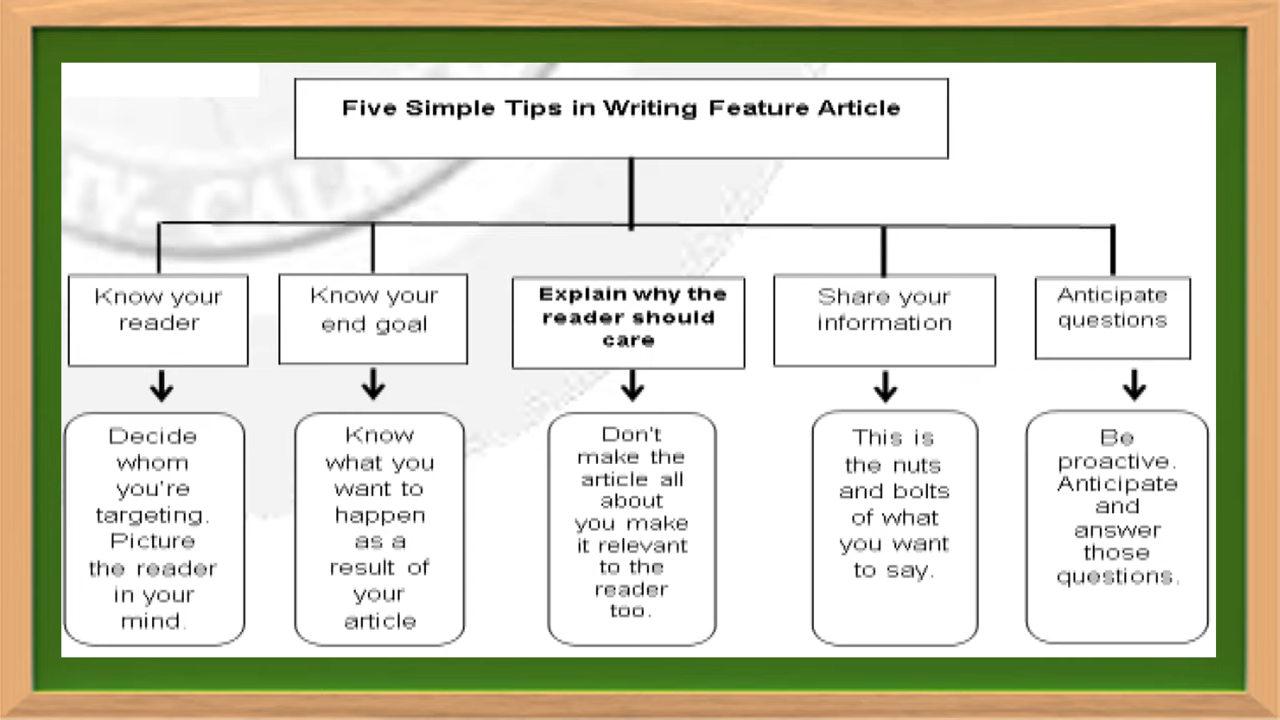 Five Simple Tips in Writing Feature Article
Know your
reader
Know your
end goal
Explain why the
reader should
care
Share your
information
Anticipate
questions
Decide
whom
you're
targeting.
Picture
the reader
in your
mind.
Know
what you
want to
happen
as a
result of
your
article
Don't
make the
article all
about
you make
it relevant
to the
reader
too.
This is
the nuts
and bolts
of what
you want
to say.
Be
proactive.
Anticipate
and
answer
those
questions.